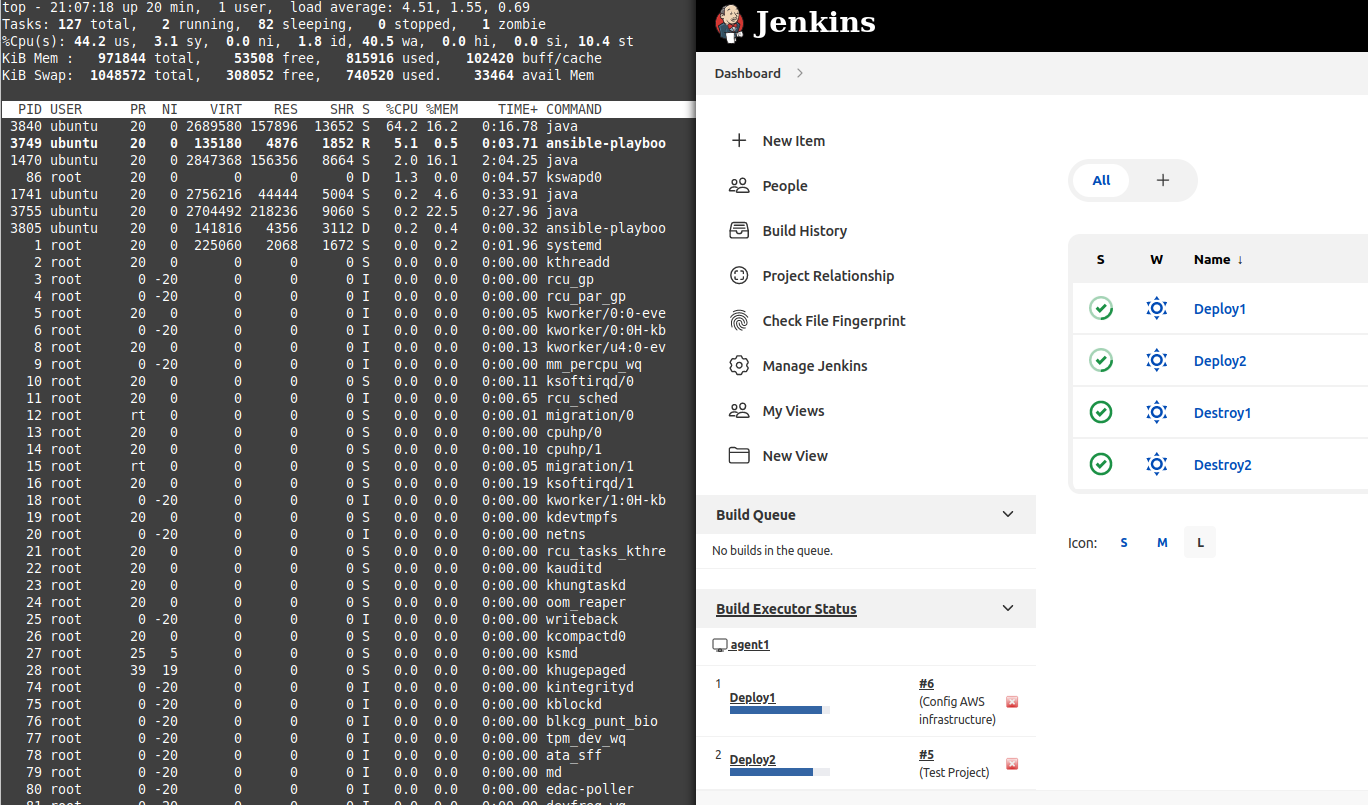 top - 21:07:18 up 20 min,  1 user,  load average: 4.51, 1.55, 0.69
Tasks: 127 total,   2 running,  82 sleeping,   0 stopped,   1 zombie
%Cpu(s): 44.2 us,  3.1 sy,  0.0 ni,  1.8 id, 40.5 wa,  0.0 hi,  0.0 si, 10.4 st
KiB Mem :   971844 total,    53508 free,   815916 used,   102420 buff/cache
KiB Swap:  1048572 total,   308052 free,   740520 used.    33464 avail Mem
PID USER      PR  NI    VIRT    RES    SHR S  %CPU %MEM     TIME+ COMMAND
3840 ubuntu    20   0 2689580 157896  13652 S  64.2 16.2   0:16.78 java
3749 ubuntu    20   0  135180   4876   1852 R   5.1  0.5   0:03.71 ansible-playboo
1470 ubuntu    20   0 2847368 156356   8664 S   2.0 16.1   2:04.25 java
86 root      20   0       0      0      0 D   1.3  0.0   0:04.57 kswapd0
1741 ubuntu    20   0 2756216  44444   5004 S   0.2  4.6   0:33.91 java
3755 ubuntu    20   0 2704492 218236   9060 S   0.2 22.5   0:27.96 java
3805 ubuntu    20   0  141816   4356   3112 D   0.2  0.4   0:00.32 ansible-playboo
1 root      20   0  225060   2068   1672 S   0.0  0.2   0:01.96 systemd
2 root      20   0       0      0      0 S   0.0  0.0   0:00.00 kthreadd
3 root       0 -20       0      0      0 I   0.0  0.0   0:00.00 rcu_gp
4 root       0 -20       0      0      0 I   0.0  0.0   0:00.00 rcu_par_gp
5 root      20   0       0      0      0 I   0.0  0.0   0:00.05 kworker/0:0-eve
6 root       0 -20       0      0      0 I   0.0  0.0   0:00.00 kworker/0:0H-kb
8 root      20   0       0      0      0 I   0.0  0.0   0:00.13 kworker/u4:0-ev
9 root       0 -20       0      0      0 I   0.0  0.0   0:00.00 mm_percpu_wq
10 root      20   0       0      0      0 S   0.0  0.0   0:00.11 ksoftirqd/0
11 root      20   0       0      0      0 I   0.0  0.0   0:00.65 rcu_sched
12 root      rt   0       0      0      0 S   0.0  0.0   0:00.01 migration/0
13 root      20   0       0      0      0 S   0.0  0.0   0:00.00 cpuhp/0
14 root      20   0       0      0      0 S   0.0  0.0   0:00.10 cpuhp/1
15 root      rt   0       0      0      0 S   0.0  0.0   0:00.05 migration/1
16 root      20   0       0      0      0 S   0.0  0.0   0:00.19 ksoftirqd/1
18 root       0 -20       0      0      0 I   0.0  0.0   0:00.00 kworker/1:0H-kb
19 root      20   0       0      0      0 S   0.0  0.0   0:00.00 kdevtmpfs
20 root       0 -20       0      0      0 I   0.0  0.0   0:00.00 netns
21 root      20   0       0      0      0 S   0.0  0.0   0:00.00 rcu_tasks_kthre
22 root      20   0       0      0      0 S   0.0  0.0   0:00.00 kauditd
23 root      20   0       0      0      0 S   0.0  0.0   0:00.00 khungtaskd
24 root      20   0       0      0      0 S   0.0  0.0   0:00.00 oom_reaper
25 root       0 -20       0      0      0 I   0.0  0.0   0:00.00 writeback
26 root      20   0       0      0      0 S   0.0  0.0   0:00.00 kcompactd0
27 root      25   5       0      0      0 S   0.0  0.0   0:00.00 ksmd
28 root      39  19       0      0      0 S   0.0  0.0   0:00.00 khugepaged
74 root       0 -20       0      0      0 I   0.0  0.0   0:00.00 kintegrityd
75 root       0 -20       0      0      0 I   0.0  0.0   0:00.00 kblockd
76 root       0 -20       0      0      0 I   0.0  0.0   0:00.00 blkcg_punt_bio
77 root       0 -20       0      0      0 I   0.0  0.0   0:00.00 tpm_dev_wq
78 root       0 -20       0      0      0 I   0.0  0.0   0:00.00 ata_sff
79 root       0 -20       0      0      0 I   0.0  0.0   0:00.00 md
80 root       0 -20       0      0      0 I   0.0  0.0   0:00.00 edac-poller
Jenkins
Dashboard
New Item
People
Build History
Project Relationship
Check File Fingerprint
Manage Jenkins
My Views
New View
Build Queue
No builds in the queue.
Build Executor Status
agent1
1 Deploy1 #6
(Config AWS
infrastructure)
2 Deploy2 #5
(Test Project)
All +
S W Name ↓
Deploy1
Deploy2
Destroy1
Destroy2
Icon: S M L